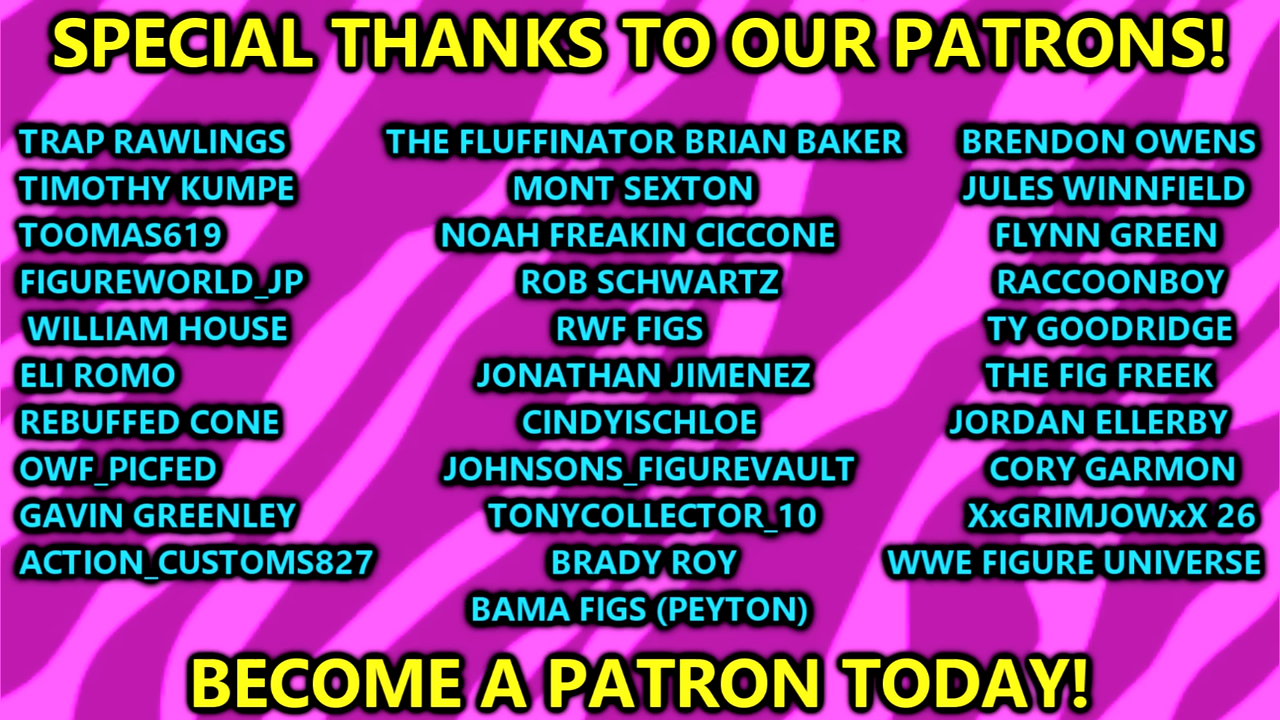 SPECIAL THANKS TO OUR PATRONS!
TRAP RAWLINGS
TIMOTHY KUMPE
TOOMAS619
FIGUREWORLD_JP
WILLIAM HOUSE
ELI ROMO
REBUFFED CONE
OWF_PICFED
GAVIN GREENLEY
ACTION_CUSTOMS827
THE FLUFFINATOR BRIAN BAKER
MONT SEXTON
NOAH FREAKIN CICCONE
ROB SCHWARTZ
RWF FIGS
JONATHAN JIMENEZ
CINDYISCHLOE
JOHNSONS_FIGUREVAULT
TONYCOLLECTOR_10
BRADY ROY
BAMA FIGS (PEYTON)
BRENDON OWENS
JULES WINNFIELD
FLYNN GREEN
RACCOONBOY
TY GOODRIDGE
THE FIG FREEK
JORDAN ELLERBY
CORY GARMON
XxGRIMJOWxX 26
WWE FIGURE UNIVERSE
BECOME A PATRON TODAY!